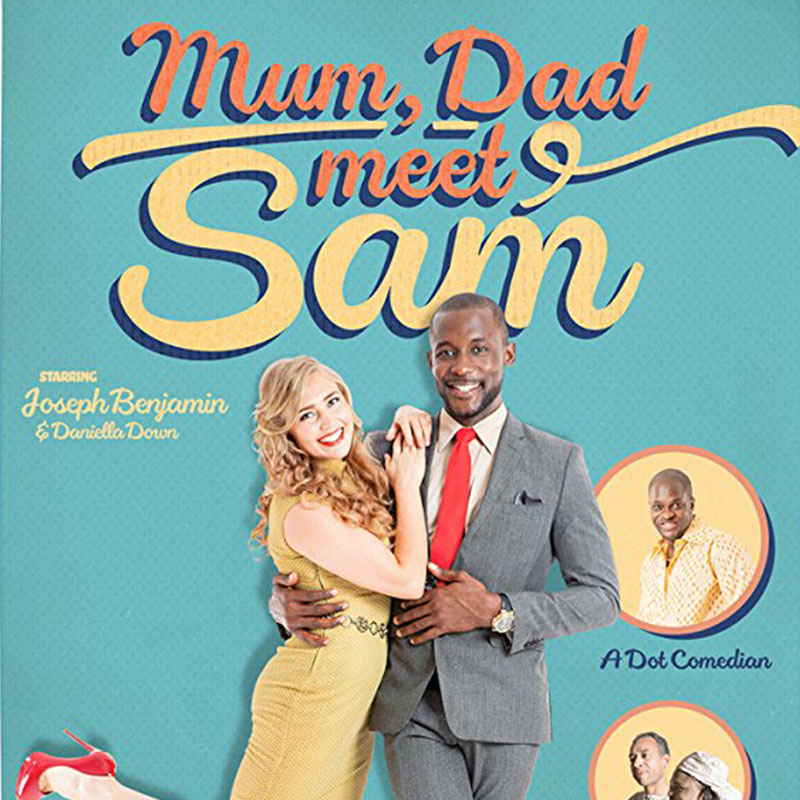 Mum, Dad
meet
Sam
STARRING
Joseph Benjamin
& Daniella Down
A Dot Comedian